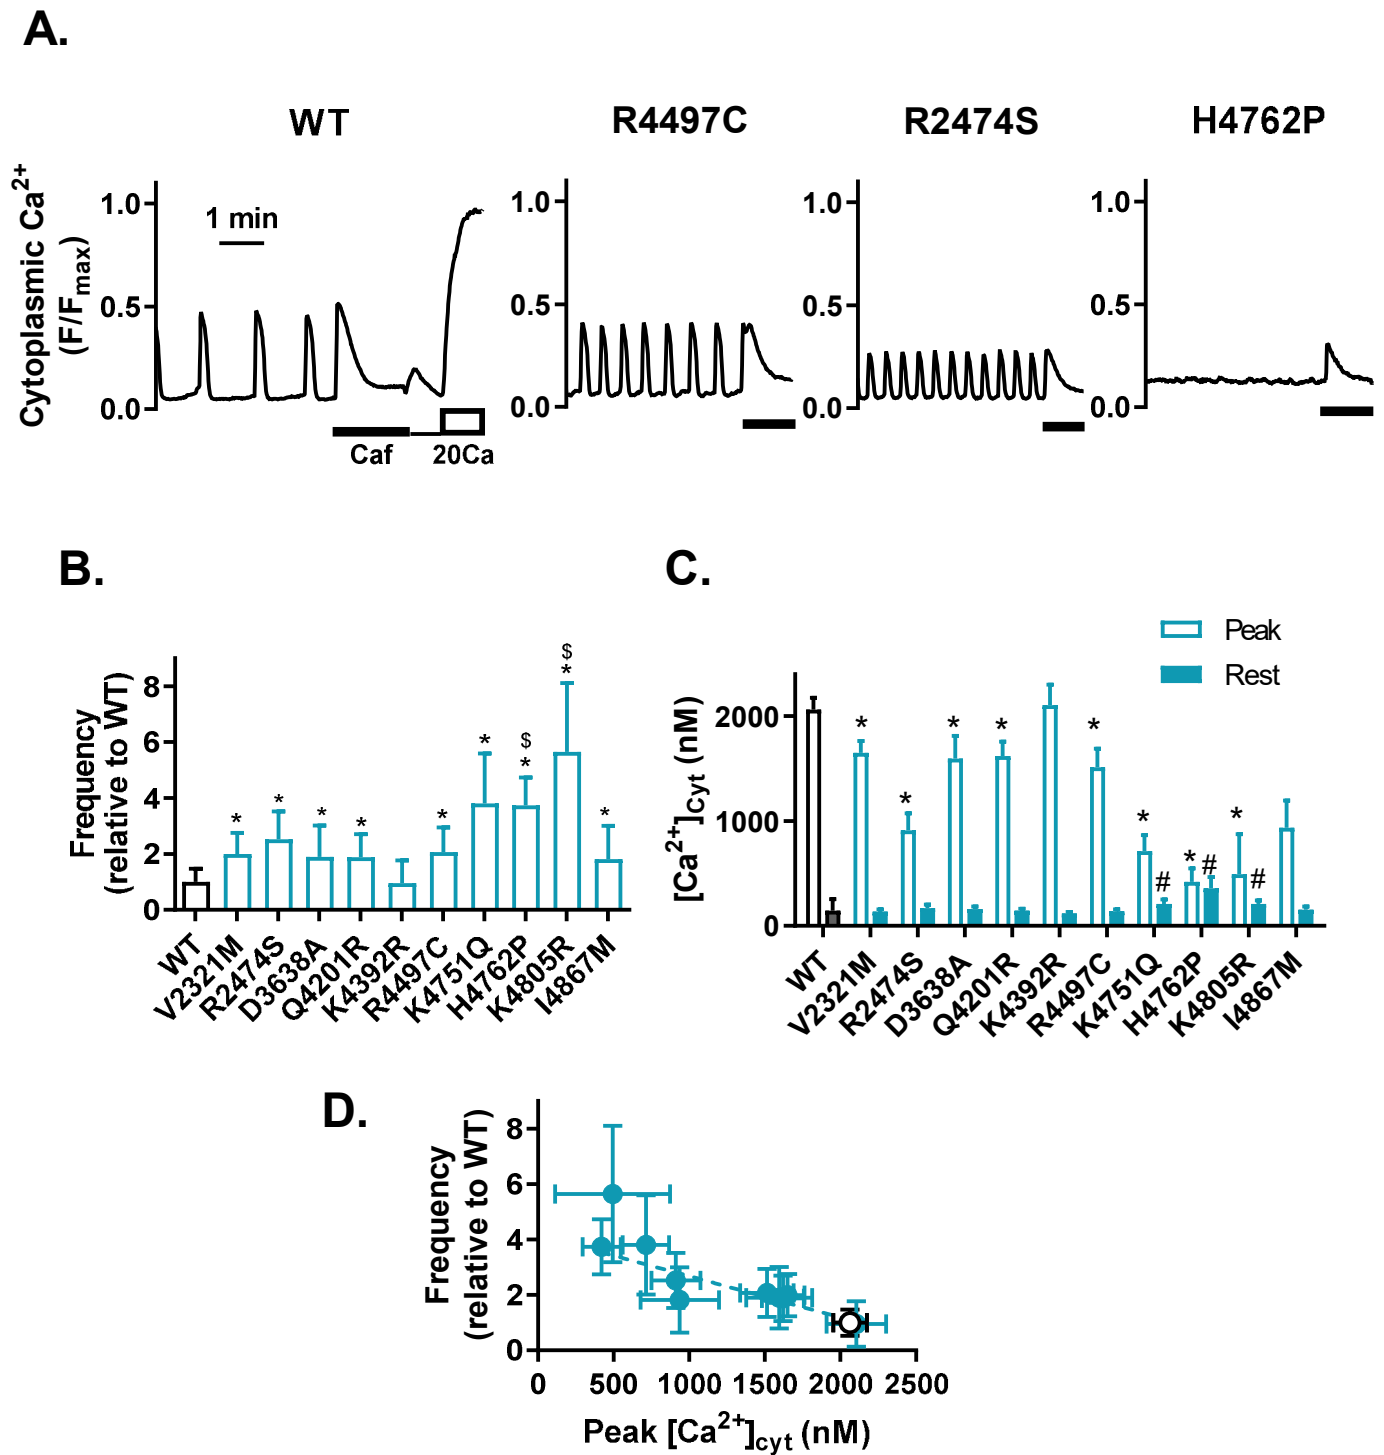 A.
WT
R4497C
R2474S
H4762P
Cytoplasmic Ca2+
(F/Fmax)
1.0
0.5
0.0
1 min
Caf
20Ca
1.0
0.5
0.0
1.0
0.5
0.0
1.0
0.5
0.0
B.
Frequency
(relative to WT)
8
6
4
2
0
*
*
*
*
*
*
$
*
$
*
*
WT
V2321M
R2474S
D3638A
Q4201R
K4392R
R4497C
K4751Q
H4762P
K4805R
I4867M
C.
Peak
Rest
[Ca2+]Cyt (nM)
2000
1000
0
*
*
*
*
*
*
#
*
#
*
#
WT
V2321M
R2474S
D3638A
Q4201R
K4392R
R4497C
K4751Q
H4762P
K4805R
I4867M
D.
Frequency
(relative to WT)
8
6
4
2
0
0 500 1000 1500 2000 2500
Peak [Ca2+]cyt (nM)